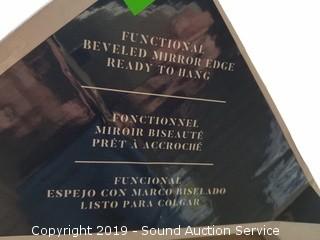 FUNCTIONAL
BEVELED MIRROR EDGE
READY TO HANG
FONCTIONNEL
MIROIR BISEAUTÉ
PRÊT À ACCROCHÉ
FUNCIONAL
ESPEJO CON MARCO BISELADO
LISTO PARA COLGAR
Copyright 2019 - Sound Auction Service